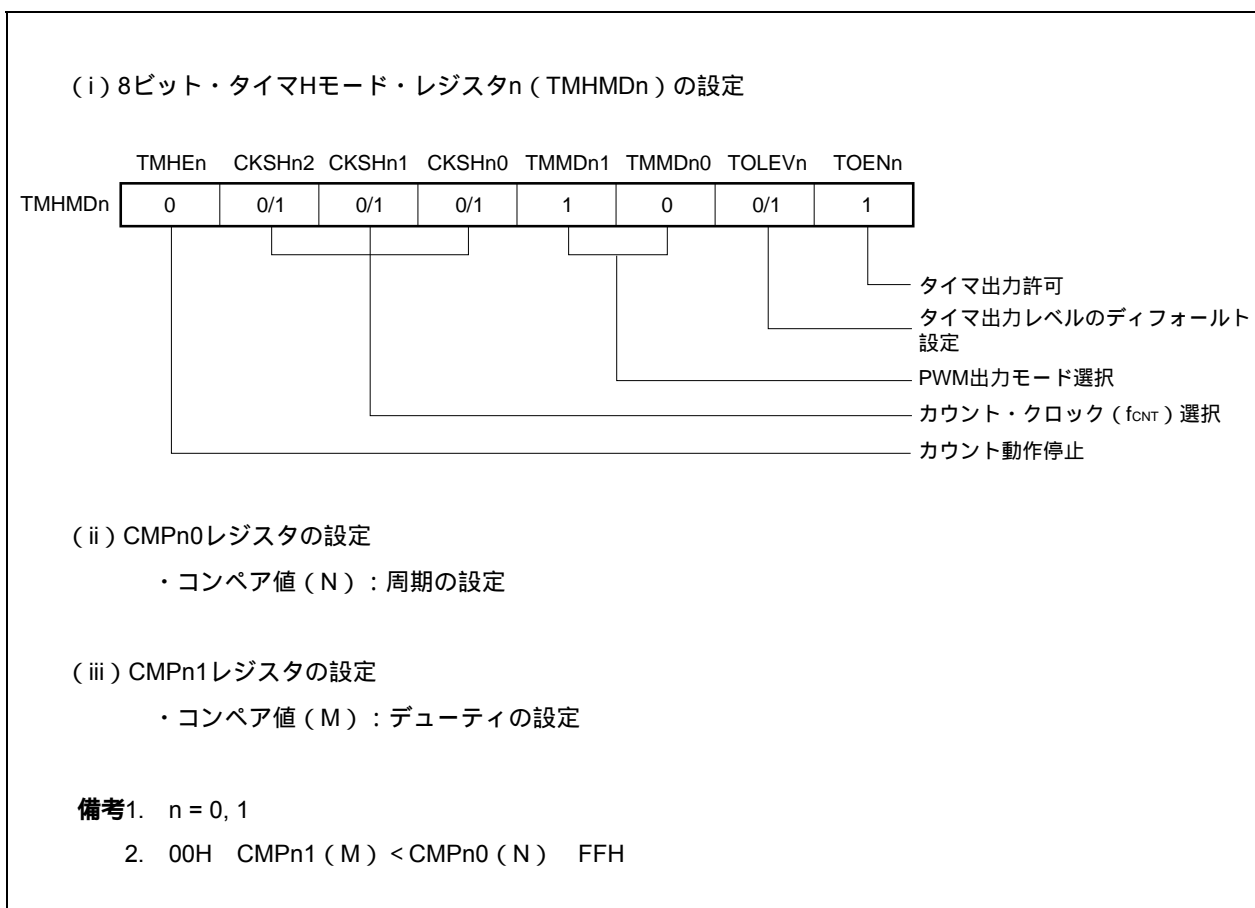 （i）8ビット・タイマHモード・レジスタn（TMHMDn）の設定
TMHEn CKSHn2 CKSHn1 CKSHn0 TMMDn1 TMMDn0 TOLEVn TOENn
TMHMDn 0 0/1 0/1 0/1 1 0 0/1 1
タイマ出力許可
タイマ出力レベルのディフォールト
設定
PWM出力モード選択
カウント・クロック（fCNT）選択
カウント動作停止
（ii）CMPn0レジスタの設定
・コンペア値（N）：周期の設定
（iii）CMPn1レジスタの設定
・コンペア値（M）：デューティの設定
備考1. n = 0, 1
2. 00H CMPn1（M）＜CMPn0（N） FFH